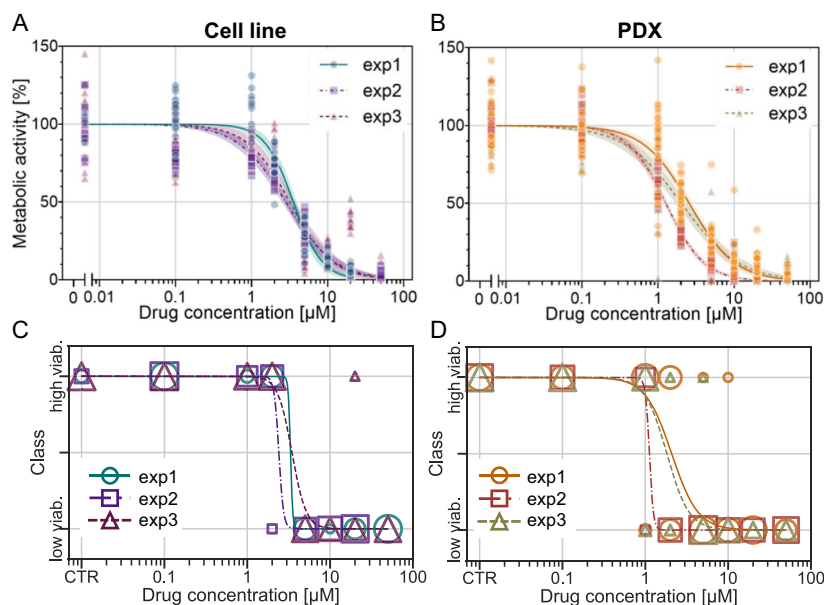 A
Cell line
150
100
50
0
Metabolic activity [%]
exp1
exp2
exp3
0 0.01 0.1 1 10 100
Drug concentration [µM]
B
PDX
150
100
50
0
exp1
exp2
exp3
0 0.01 0.1 1 10 100
Drug concentration [µM]
C
high viab.
Class
low viab.
exp1
exp2
exp3
CTR 0.1 1 10 100
Drug concentration [µM]
D
high viab.
Class
low viab.
exp1
exp2
exp3
CTR 0.1 1 10 100
Drug concentration [µM]